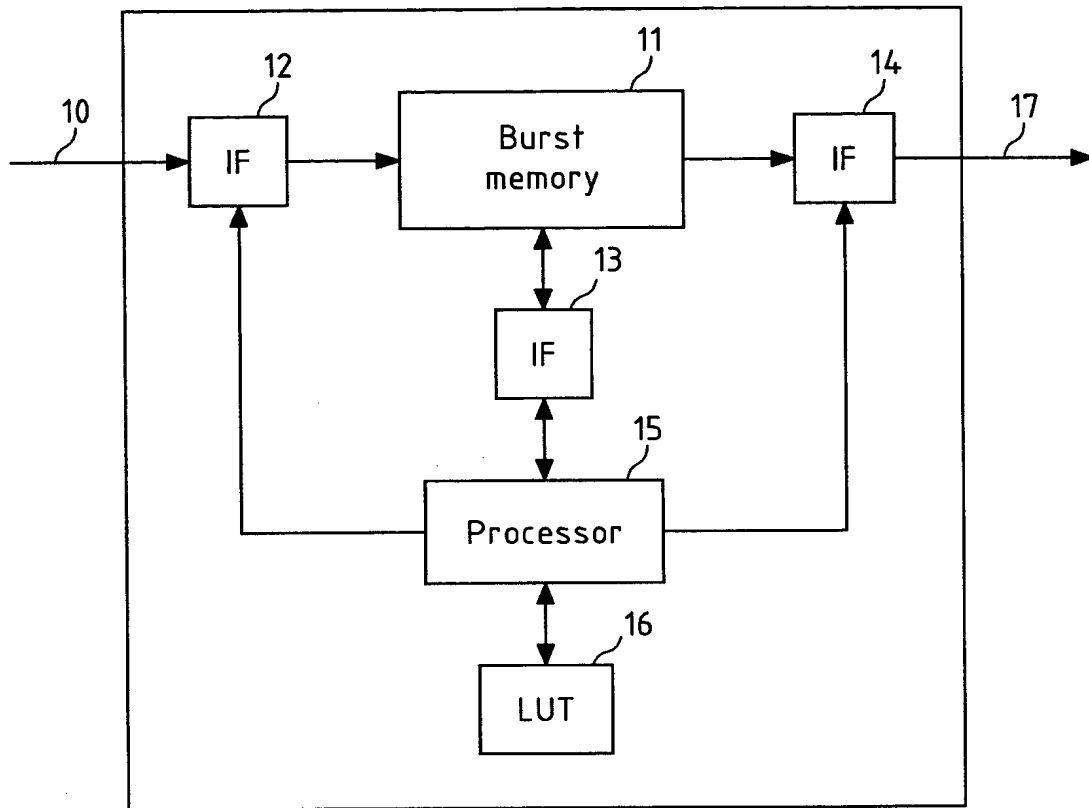 11
12
14
10
17
IF
Burst
memory
IF
13
IF
15
Processor
16
LUT